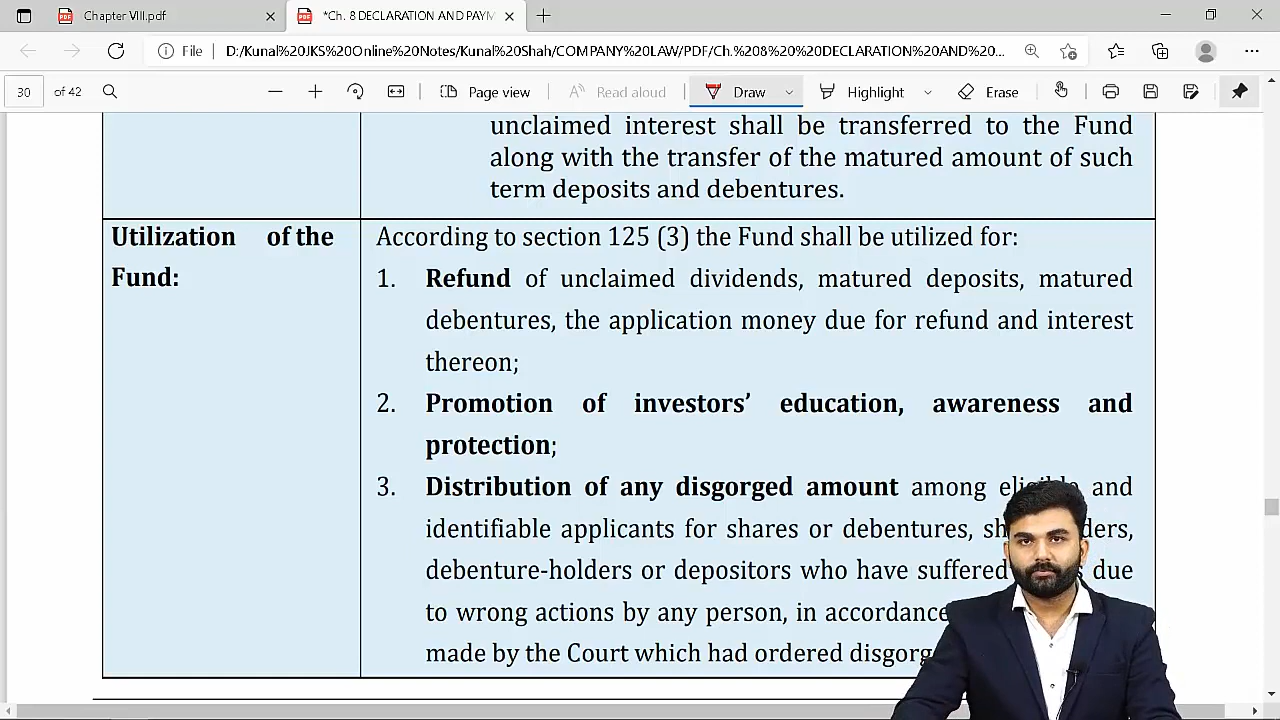 Chapter VIII.pdf
*Ch. 8 DECLARATION AND PAYM
File
D:/Kunal%20JKS%20Online%20Notes/Kunal%20Shah/COMPANY%20LAW/PDF/Ch.%208%20%20DECLARATION%20AND%20...
30 of 42
Page view
Read aloud
Draw
Highlight
Erase
unclaimed interest shall be transferred to the Fund
along with the transfer of the matured amount of such
term deposits and debentures.
Utilization of the
Fund:
According to section 125 (3) the Fund shall be utilized for:
1. Refund of unclaimed dividends, matured deposits, matured
debentures, the application money due for refund and interest
thereon;
2. Promotion of investors’ education, awareness and
protection;
3. Distribution of any disgorged amount among and
identifiable applicants for shares or debentures,
debenture-holders or depositors who have suffered due
to wrong actions by any person, in accordance
made by the Court which had ordered